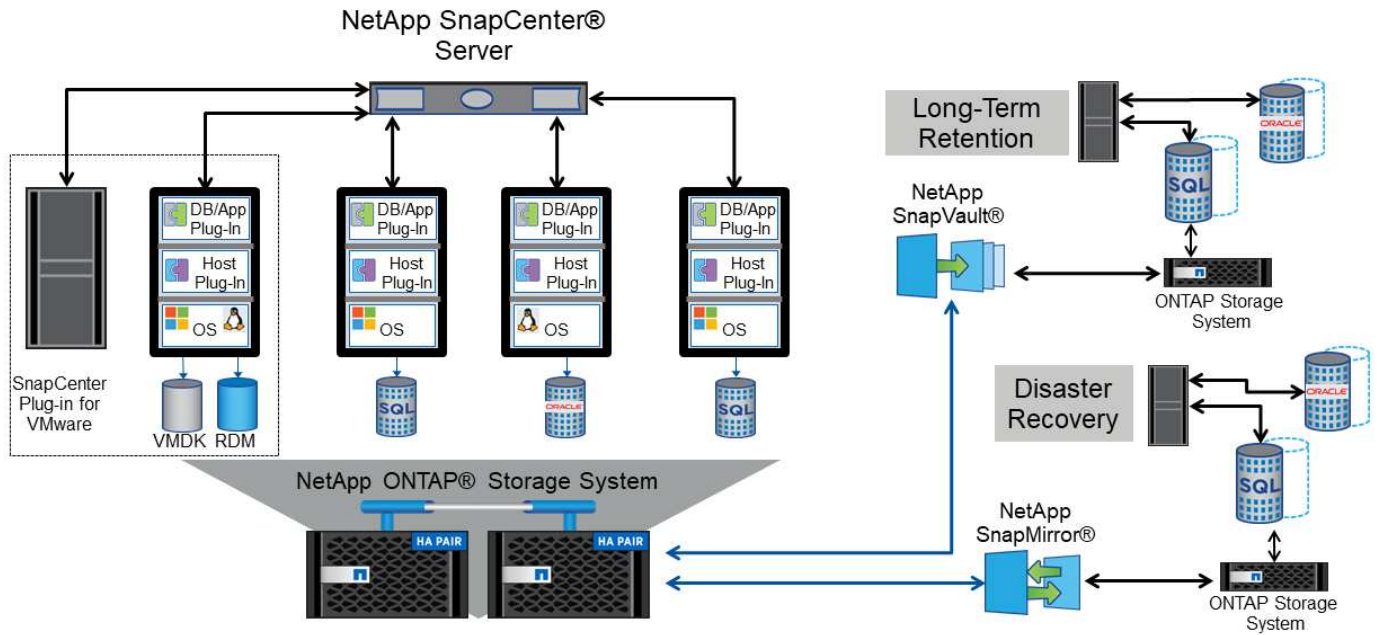 NetApp SnapCenter®
Server
Long-Term
Retention
ORACLE
SQL
NetApp
SnapVault®
ONTAP Storage
System
DB/App
Plug-In
Host
Plug-In
OS
DB/App
Plug-In
Host
Plug-In
OS
DB/App
Plug-In
Host
Plug-In
OS
DB/App
Plug-In
Host
Plug-In
OS
SnapCenter
Plug-in for
VMware
VMDK
RDM
SQL
ORACLE
SQL
Disaster
Recovery
ORACLE
SQL
NetApp ONTAP® Storage System
HA PAIR
HA PAIR
NetApp
SnapMirror®
ONTAP Storage
System